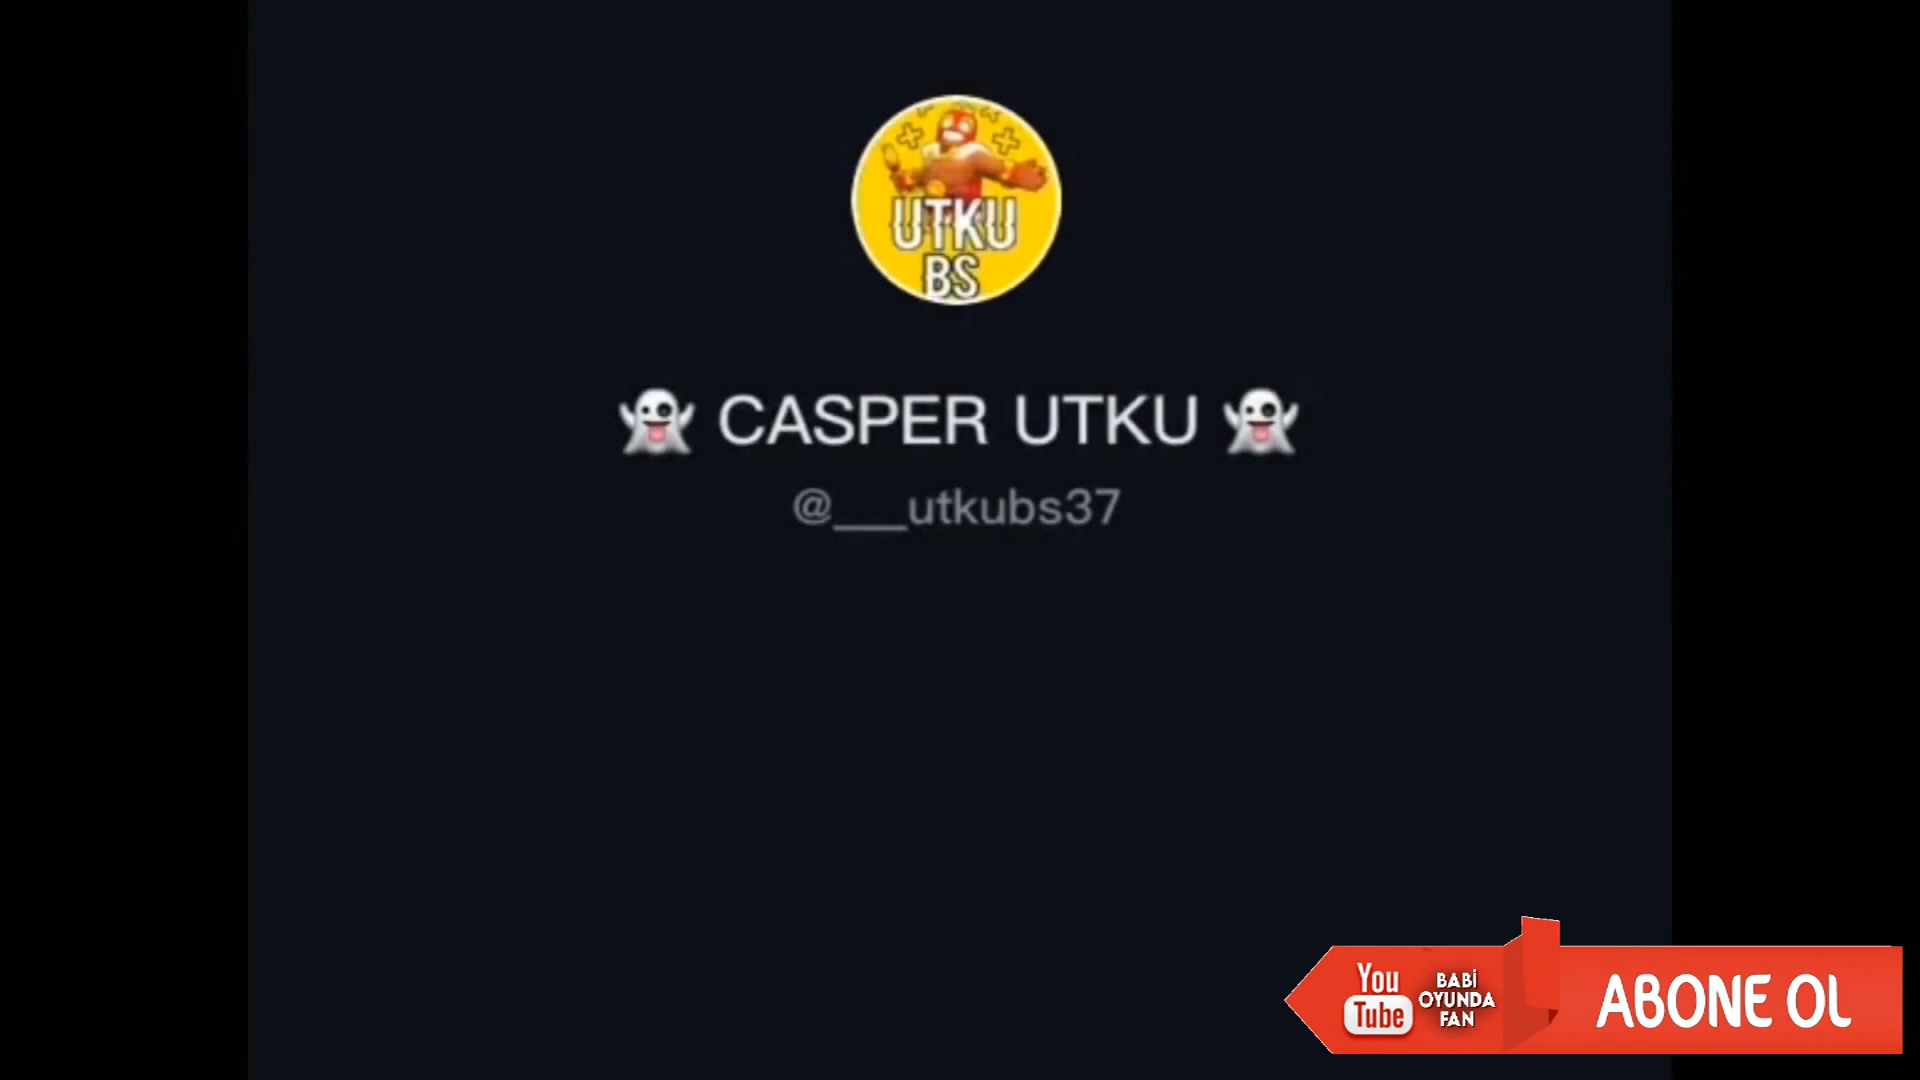 UTKU
BS
👻 CASPER UTKU 👻
@___utkubs37
You
Tube
BABİ
OYUNDA
FAN
ABONE OL